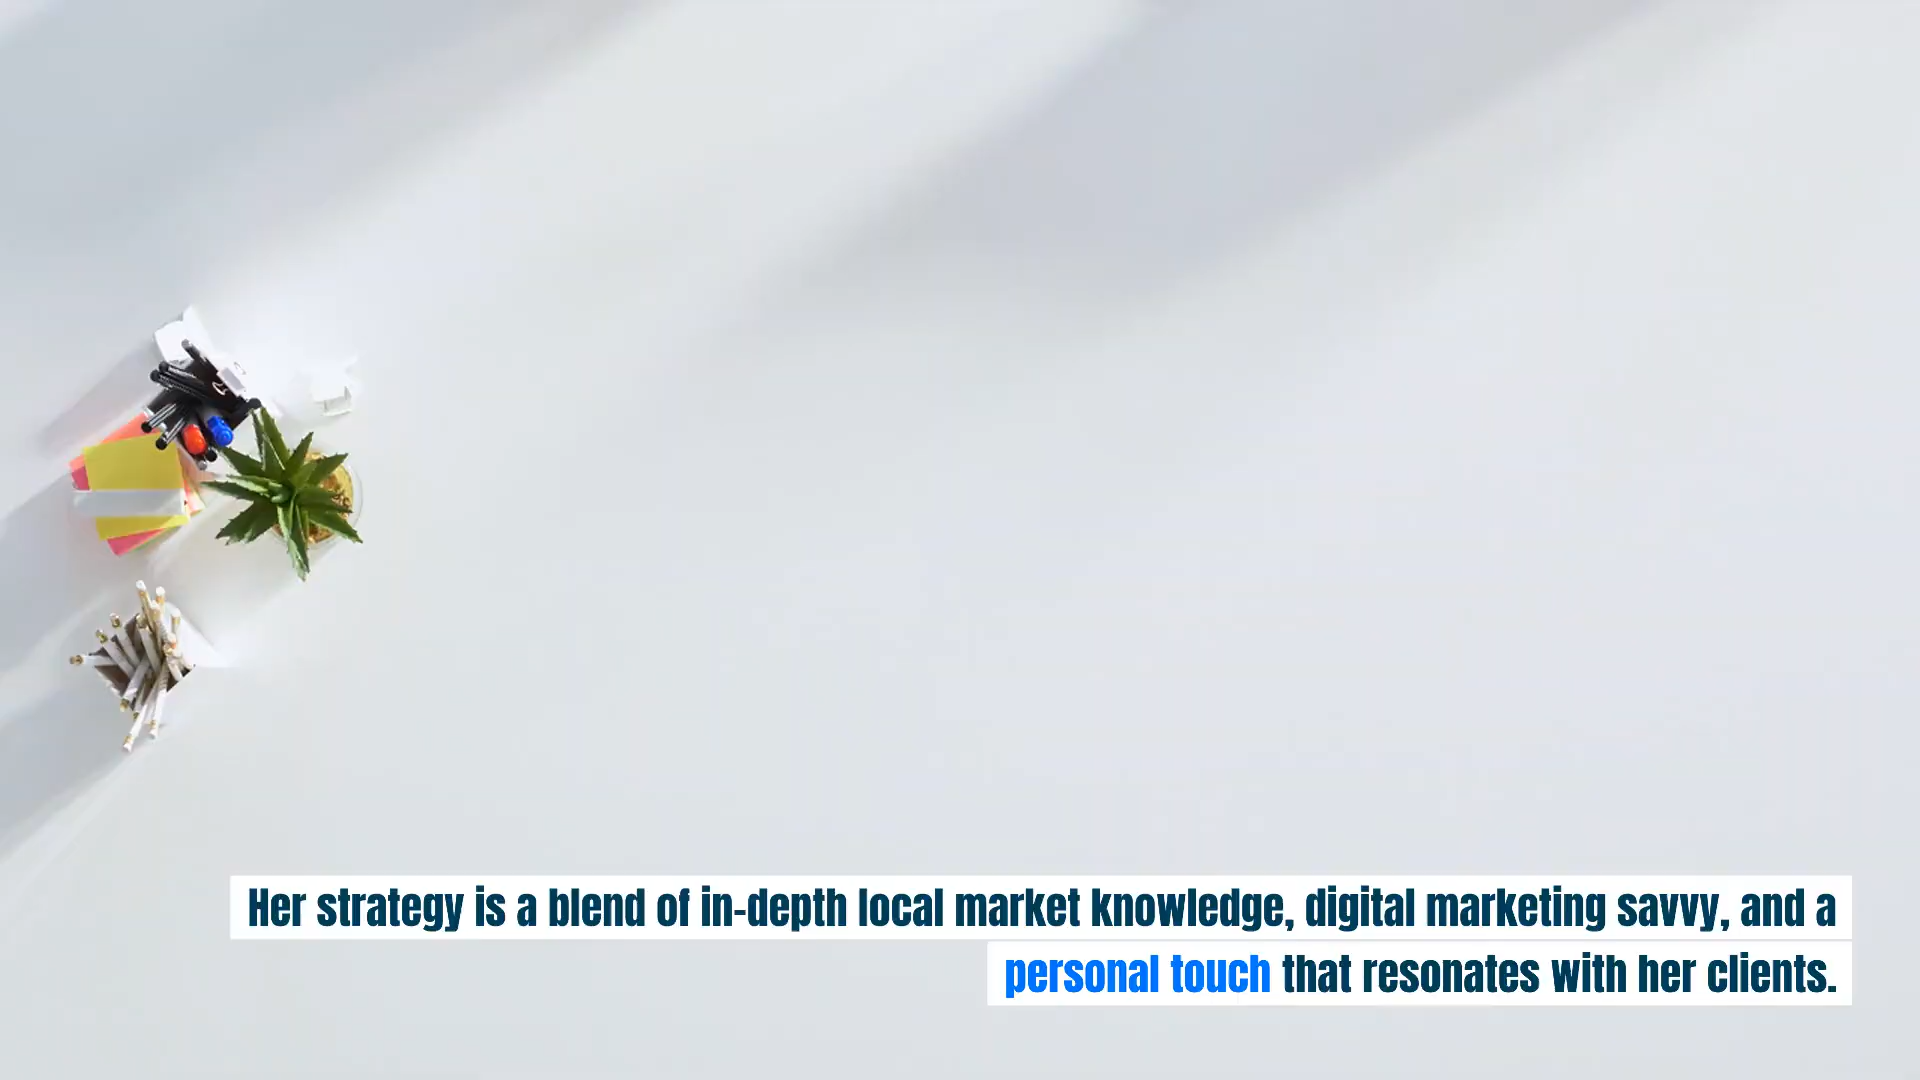 Her strategy is a blend of in-depth local market knowledge, digital marketing savvy, and a
personal touch that resonates with her clients.